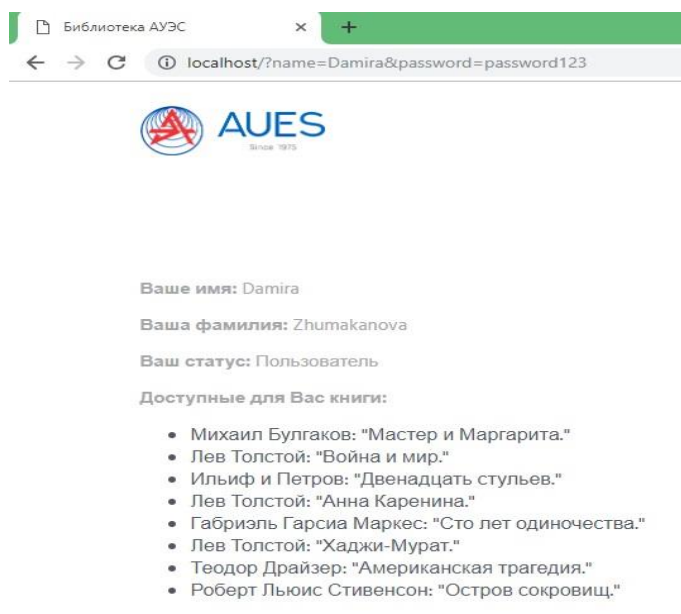 Библиотека АУЭС
localhost/?name=Damira&password=password123
AUES
Since 1975
Ваше имя: Damira
Ваша фамилия: Zhumakanova
Ваш статус: Пользователь
Доступные для Вас книги:
• Михаил Булгаков: "Мастер и Маргарита."
• Лев Толстой: "Война и мир."
• Ильиф и Петров: "Двенадцать стульев."
• Лев Толстой: "Анна Каренина."
• Габриэль Гарсиа Маркес: "Сто лет одиночества."
• Лев Толстой: "Хаджи-Мурат."
• Теодор Драйзер: "Американская трагедия."
• Роберт Льюис Стивенсон: "Остров сокровищ."